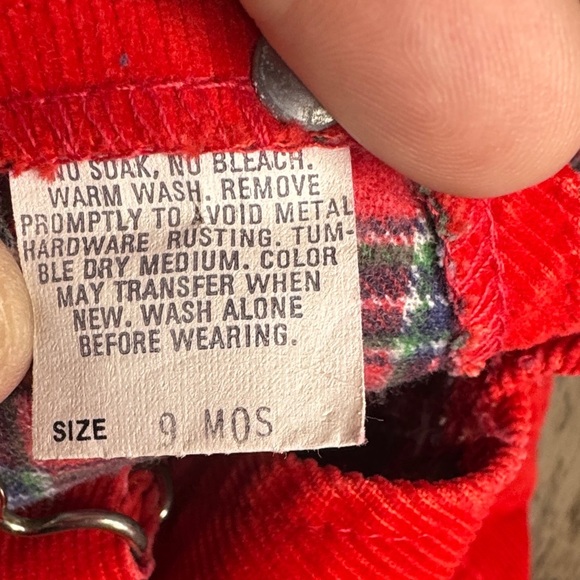 NO SOAK, NO BLEACH.
WARM WASH. REMOVE
PROMPTLY TO AVOID METAL
HARDWARE RUSTING. TUM-
BLE DRY MEDIUM. COLOR
MAY TRANSFER WHEN
NEW. WASH ALONE
BEFORE WEARING.
SIZE 9 MOS